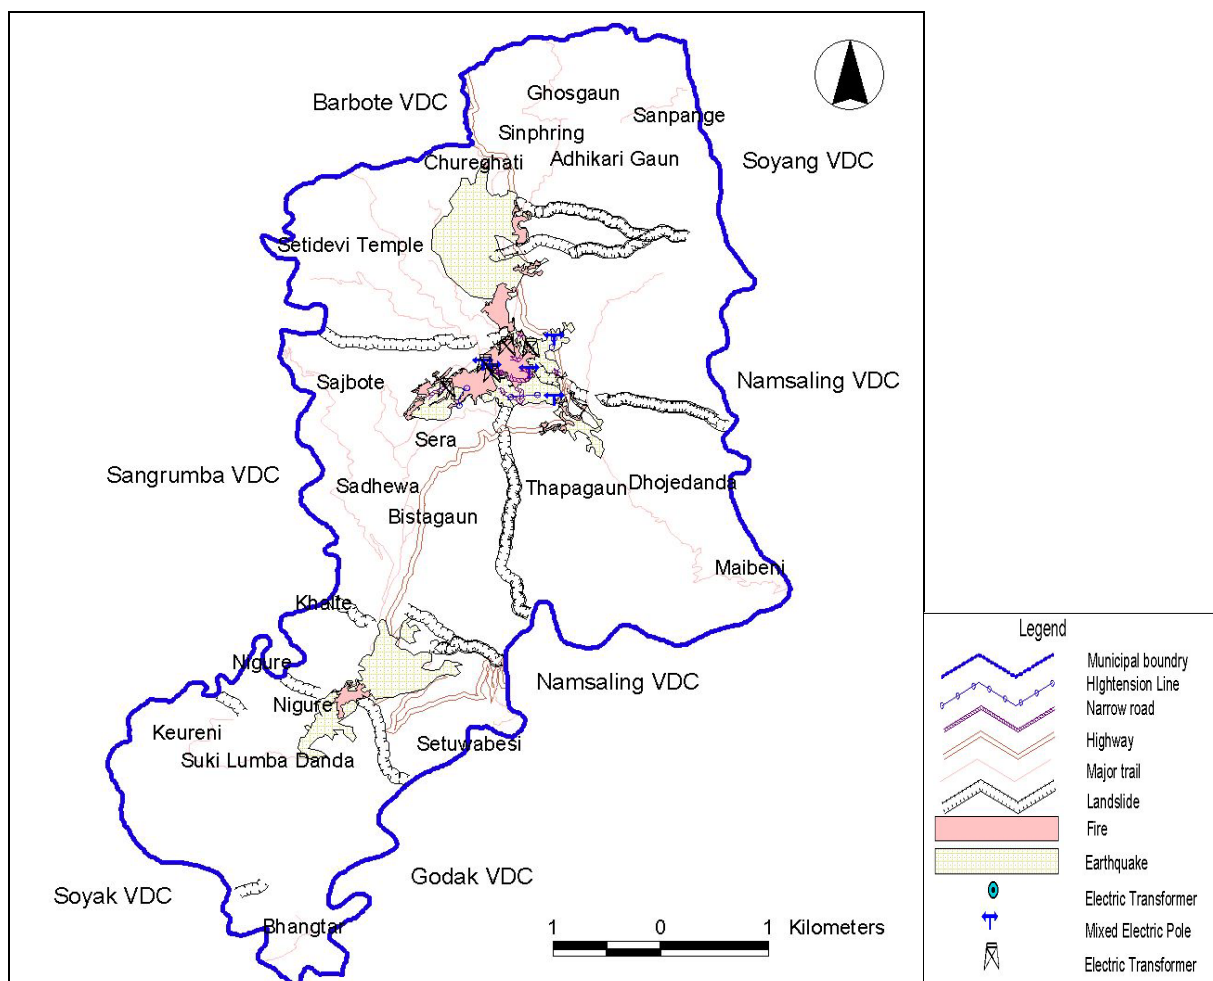 Ghosgaun
Barbote VDC
Sanpange
Sinphring
Chureghati
Adhikari Gaun
Soyang VDC
Setidevi Temple
Sajbote
Namsaling VDC
Sera
Sangrumba VDC
Sadhewa
Thapagaun
Dhojedanda
Bistagaun
Maibeni
Khalte
Nigure
Namsaling VDC
Nigure
Keureni
Setuwabesi
Suki Lumba Danda
Godak VDC
Soyak VDC
Bhangtar
1 0 1 Kilometers
Legend
Municipal boundry
HIghtension Line
Narrow road
Highway
Major trail
Landslide
Fire
Earthquake
Electric Transformer
Mixed Electric Pole
Electric Transformer